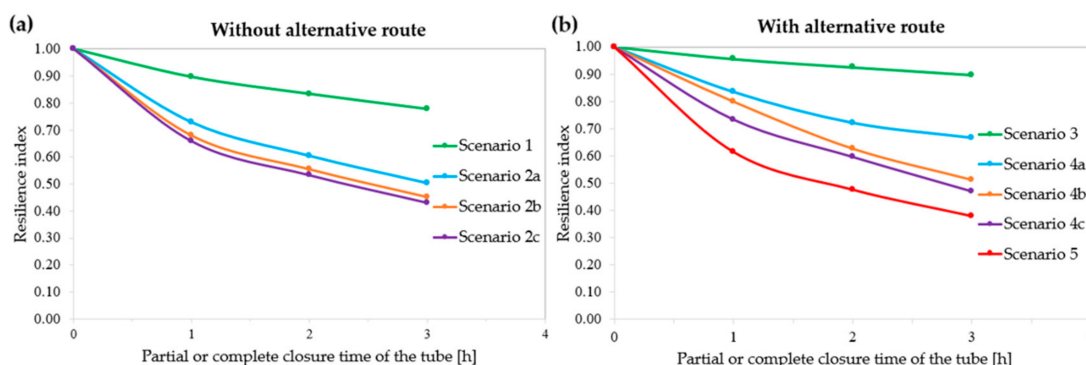 (a)
Without alternative route
Resilience index
1.00
0.90
0.80
0.70
0.60
0.50
0.40
0.30
0.20
0.10
0.00
0 1 2 3 4
Partial or complete closure time of the tube [h]
Scenario 1
Scenario 2a
Scenario 2b
Scenario 2c
(b)
With alternative route
Resilience index
1.00
0.90
0.80
0.70
0.60
0.50
0.40
0.30
0.20
0.10
0.00
0 1 2 3
Partial or complete closure time of the tube [h]
Scenario 3
Scenario 4a
Scenario 4b
Scenario 4c
Scenario 5